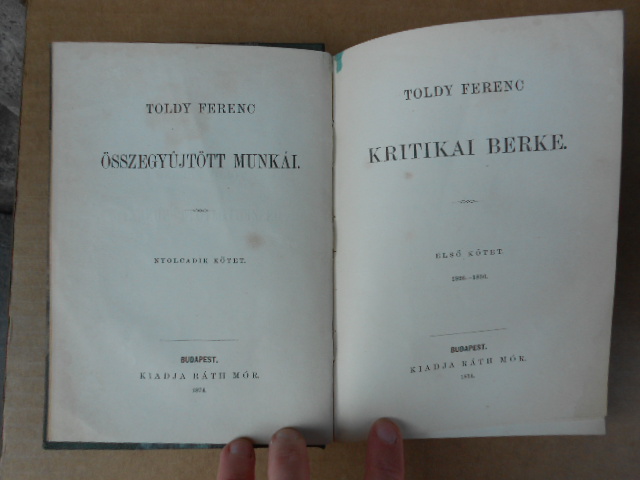 TOLDY FERENC
ÖSSZEGYŰJTÖTT MUNKÁI.
NYOLCADIK KÖTET.
BUDAPEST.
KIADJA RÁTH MÓR.
1874.
TOLDY FERENC
KRITIKAI BERKE.
ELSŐ KÖTET.
BUDAPEST.
KIADJA RÁTH MÓR.
1874.